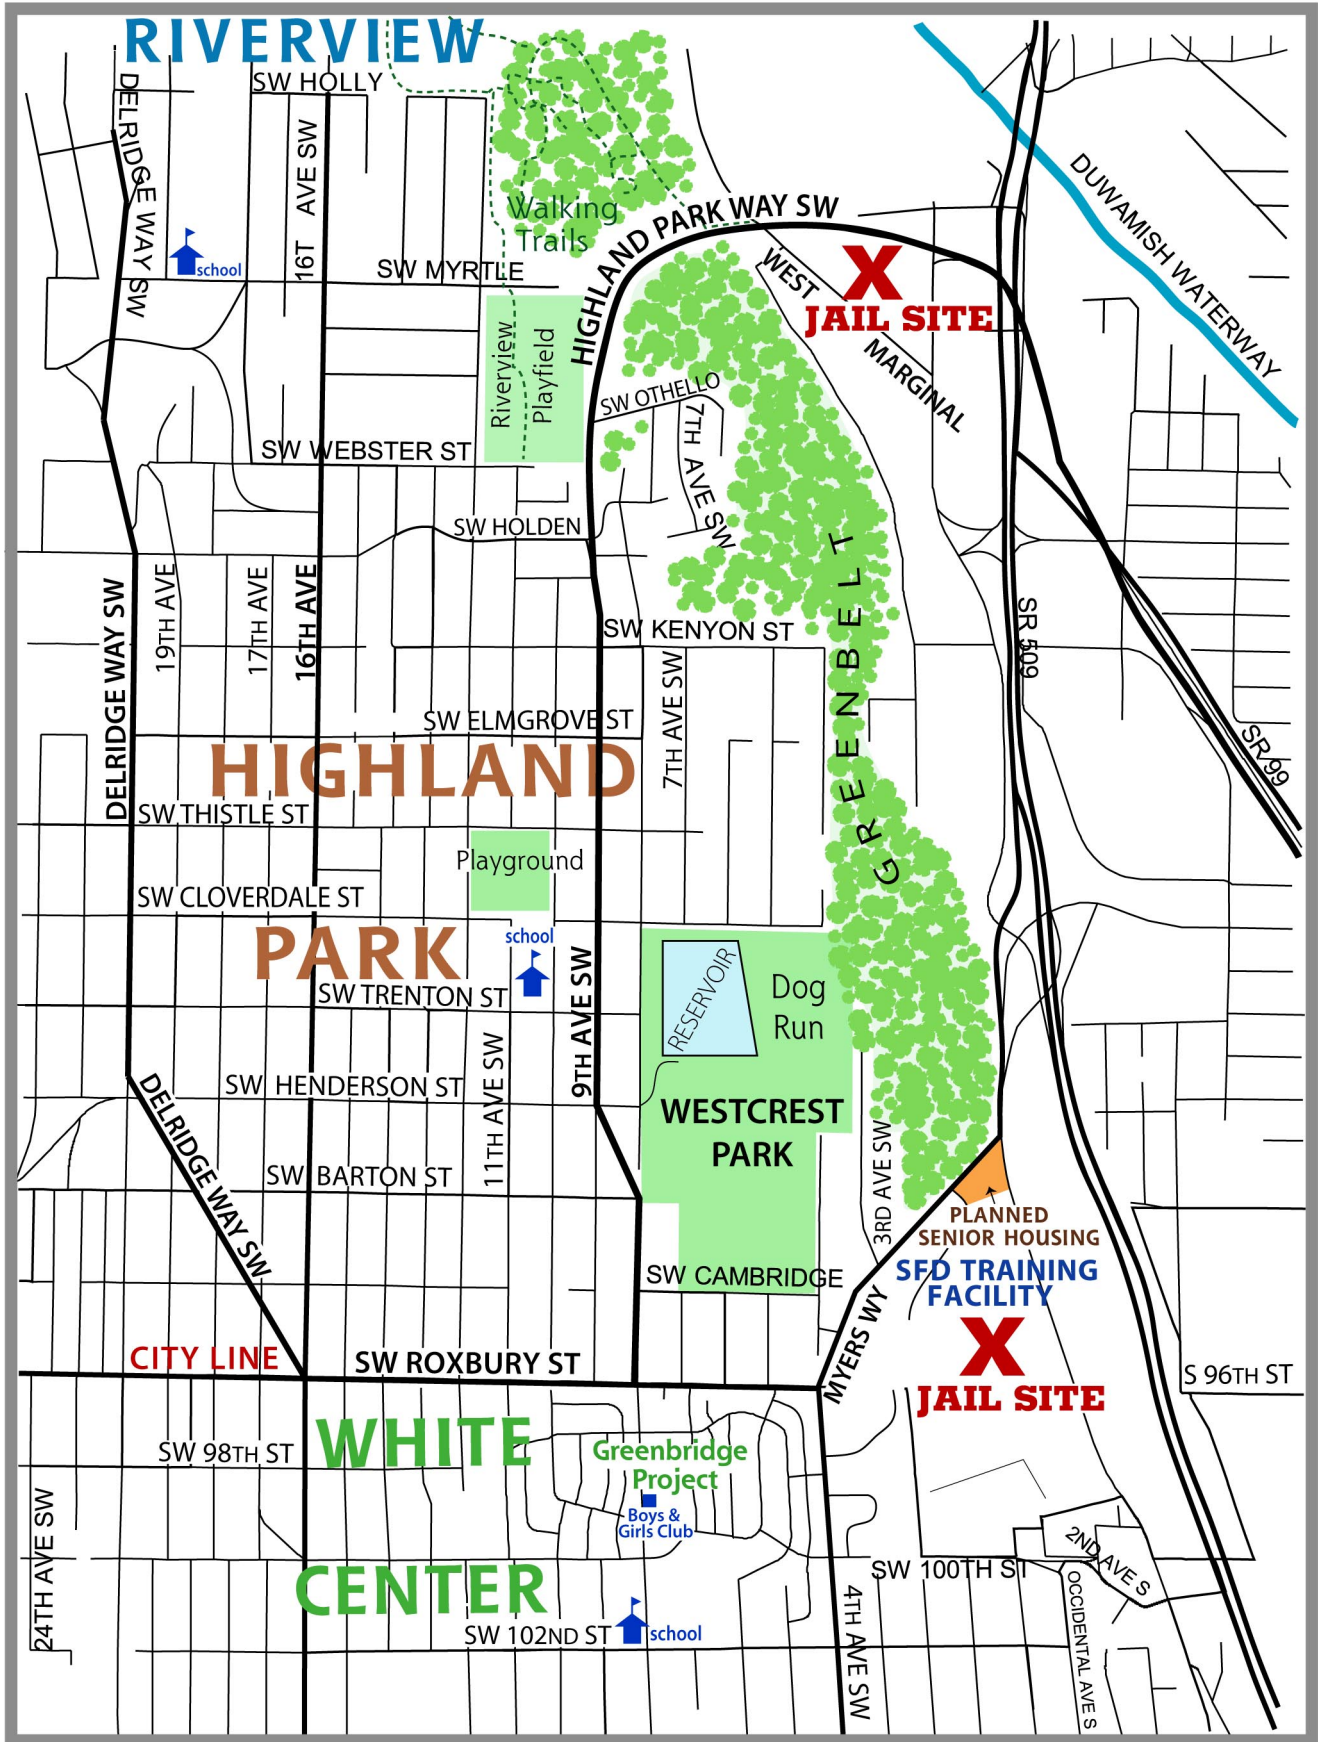 RIVERVIEW
SW HOLLY
DELRIDGE WAY SW
16T AVE SW
school
Walking
Trails
SW MYRTLE
HIGHLAND PARK WAY SW
DUWAMISH WATERWAY
WEST MARGINAL
X
JAIL SITE
Riverview
Playfield
SW OTHELLO
7TH AVE SW
SW WEBSTER ST
SW HOLDEN
GREENBELT
DELRIDGE WAY SW
19TH AVE
17TH AVE
16TH AVE
SW KENYON ST
SR 509
7TH AVE SW
SW ELMGROVE ST
SR 99
HIGHLAND
SW THISTLE ST
Playground
SW CLOVERDALE ST
PARK
school
SW TRENTON ST
9TH AVE SW
RESERVOIR
Dog
Run
11TH AVE SW
SW HENDERSON ST
WESTCREST
PARK
DELRIDGE WAY SW
SW BARTON ST
3RD AVE SW
PLANNED
SENIOR HOUSING
SW CAMBRIDGE
SFD TRAINING
FACILITY
MYERS WY
X
JAIL SITE
CITY LINE
SW ROXBURY ST
S 96TH ST
WHITE
SW 98TH ST
Greenbridge
Project
Boys &
Girls Club
24TH AVE SW
2ND AVE S
SW 100TH ST
CENTER
OCCIDENTAL AVE S
4TH AVE SW
SW 102ND ST
school